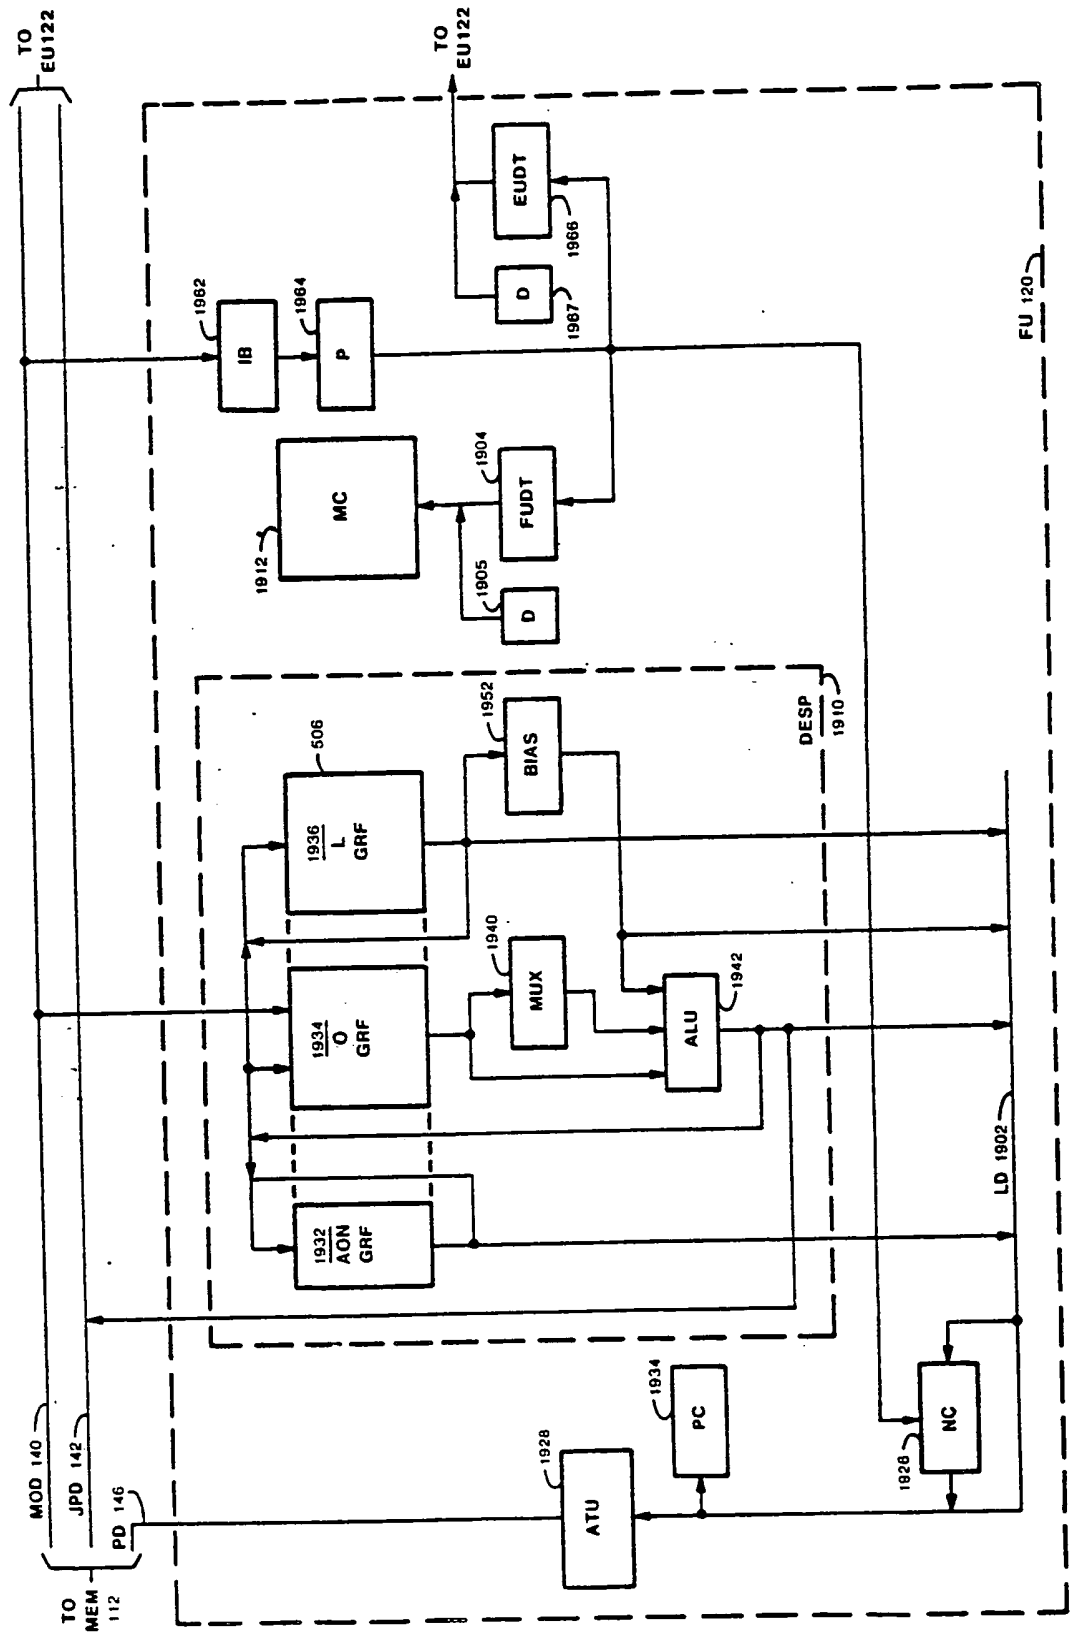 TO
EU122
TO
EU122
MOD 140
JPD 142
PD 146
TO
MEM
112
1962
IB
1964
P
EUDT
1966
D
1967
FU 120
1912
MC
1904
FUDT
1905
D
DESP
1910
506
1936
L
GRF
1934
O
GRF
1932
AON
GRF
1952
BIAS
1940
MUX
1942
ALU
LD 1902
1928
ATU
1934
PC
1926
NC